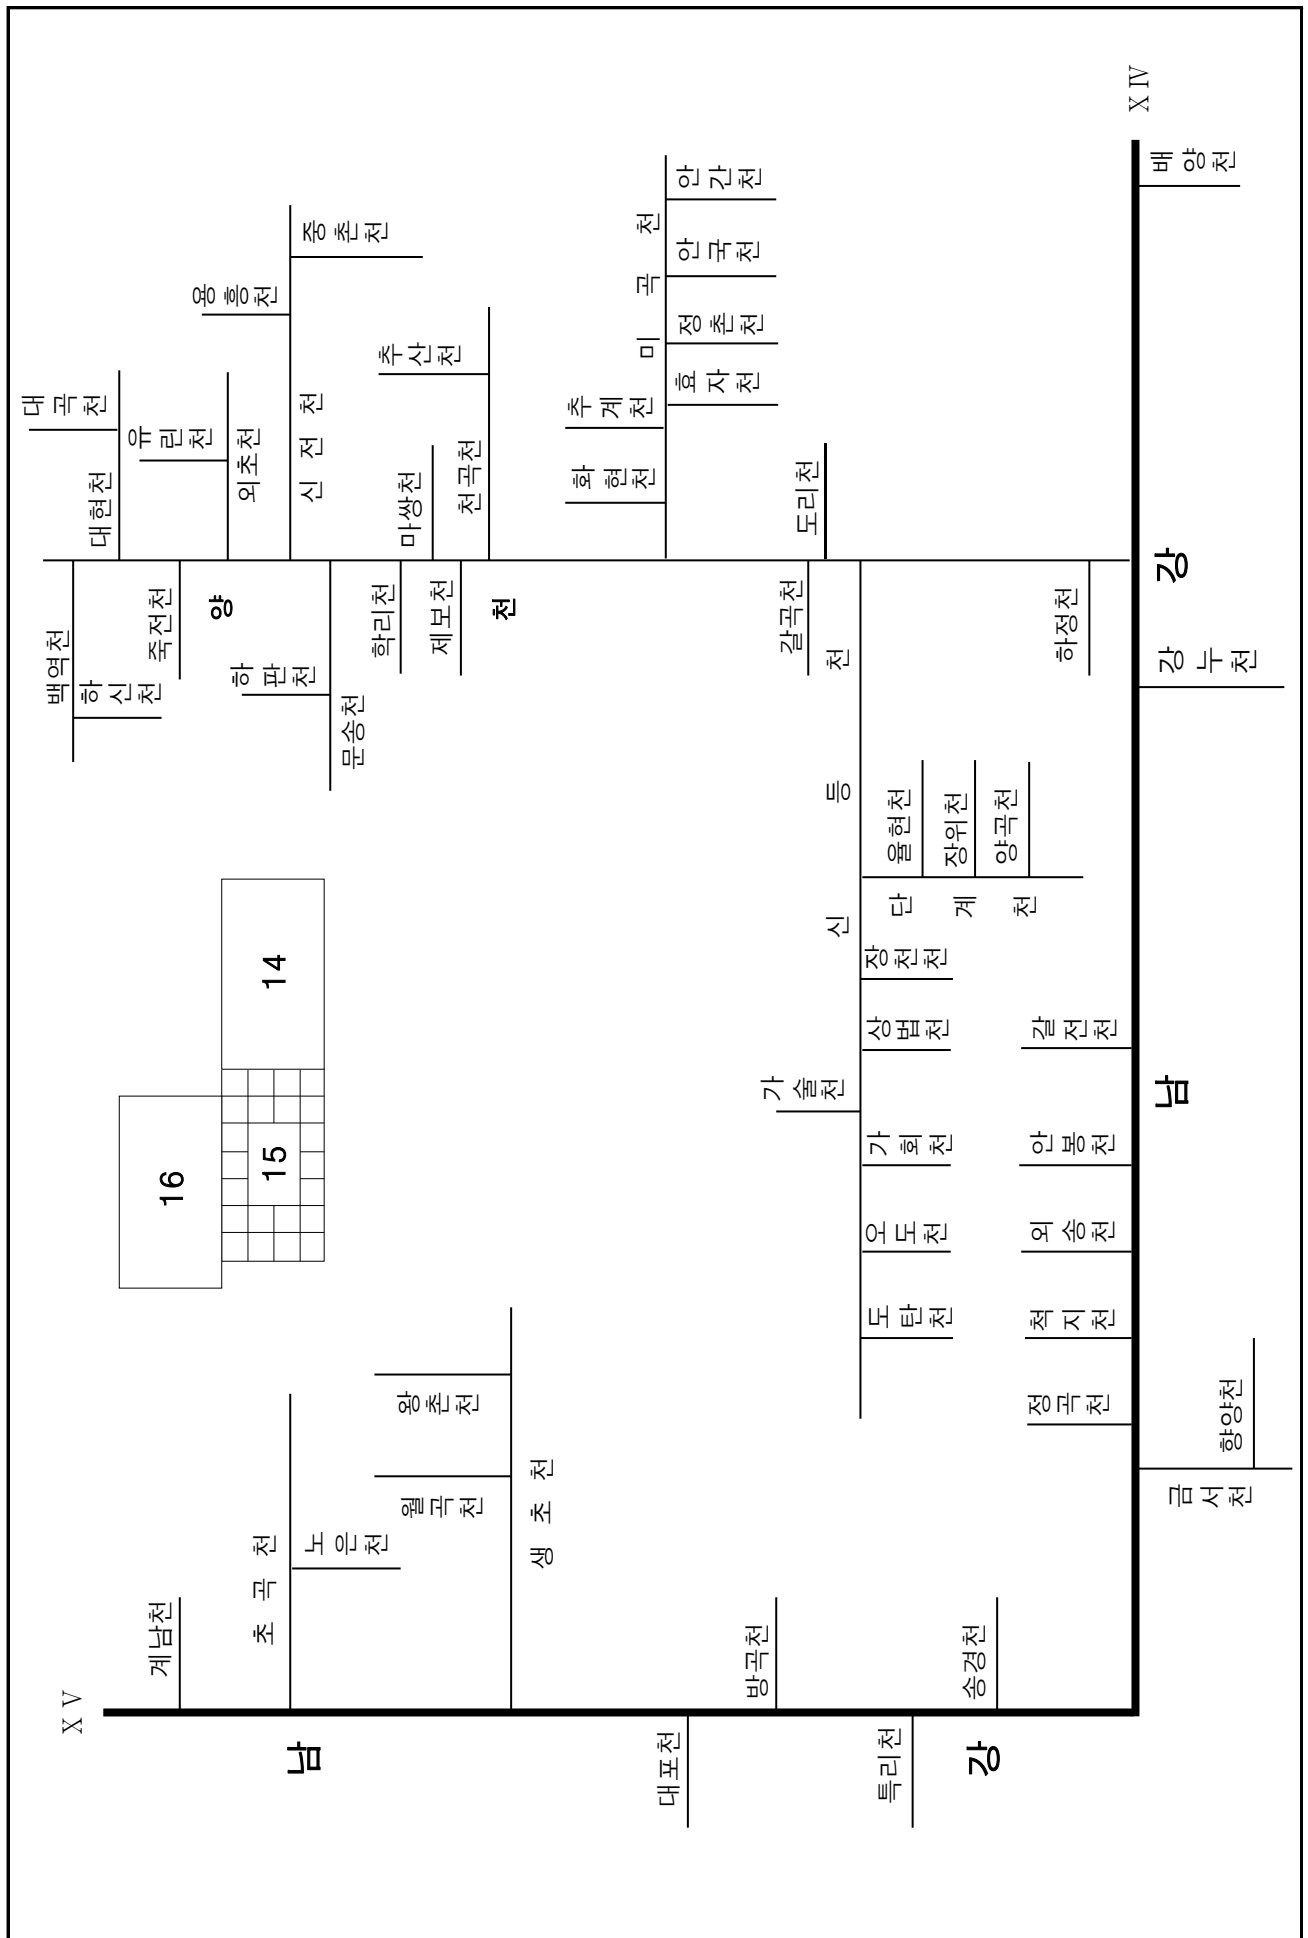 대곡천
X V
백역천
하신천
대현천
계남천
죽전천
유린천
16
양
용흥천
외초천
하판천
초곡천
14
15
남
노은천
신전천
중촌천
문송천
학리천
추산천
마쌍천
왕촌천
월곡천
제보천
천곡천
천
생초천
화현천
추계천
미곡천
대포천
안간천
안국천
정촌천
효자천
방곡천
가술천
갈곡천
도리천
신등천
특리천
도탄천
오도천
가회천
상법천
장천천
율현천
장위천
양곡천
단계천
송경천
강
정곡천
척지천
외송천
안봉천
갈전천
하정천
X IV
남
강
배양천
강누천
금서천
향양천